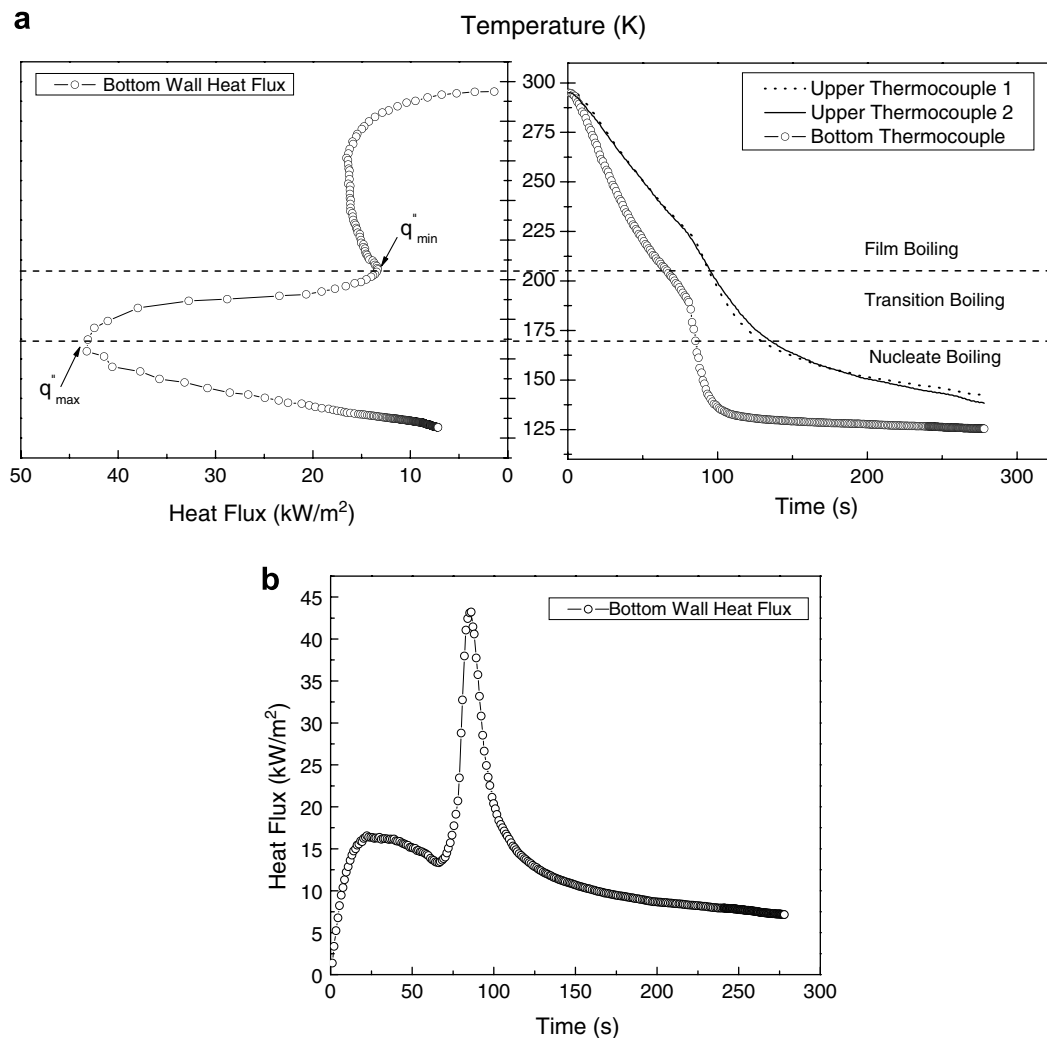 a
Temperature (K)
Bottom Wall Heat Flux
q"min
q"max
50 40 30 20 10 0
Heat Flux (kW/m²)
300
275
250
225
200
175
150
125
Upper Thermocouple 1
Upper Thermocouple 2
Bottom Thermocouple
Film Boiling
Transition Boiling
Nucleate Boiling
0 100 200 300
Time (s)
b
Bottom Wall Heat Flux
45
40
35
30
25
20
15
10
5
0
Heat Flux (kW/m²)
0 50 100 150 200 250 300
Time (s)